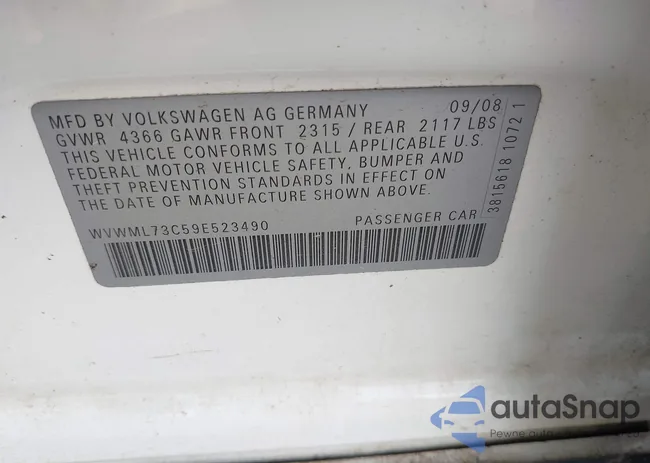 MFD BY VOLKSWAGEN AG GERMANY 09/08
GVWR 4366 GAWR FRONT 2315 / REAR 2117 LBS
THIS VEHICLE CONFORMS TO ALL APPLICABLE U.S.
FEDERAL MOTOR VEHICLE SAFETY, BUMPER AND
THEFT PREVENTION STANDARDS IN EFFECT ON
THE DATE OF MANUFACTURE SHOWN ABOVE.
WVWML73C59E523490 PASSENGER CAR
3815618 1072 1
autaSnap
Pewne auto